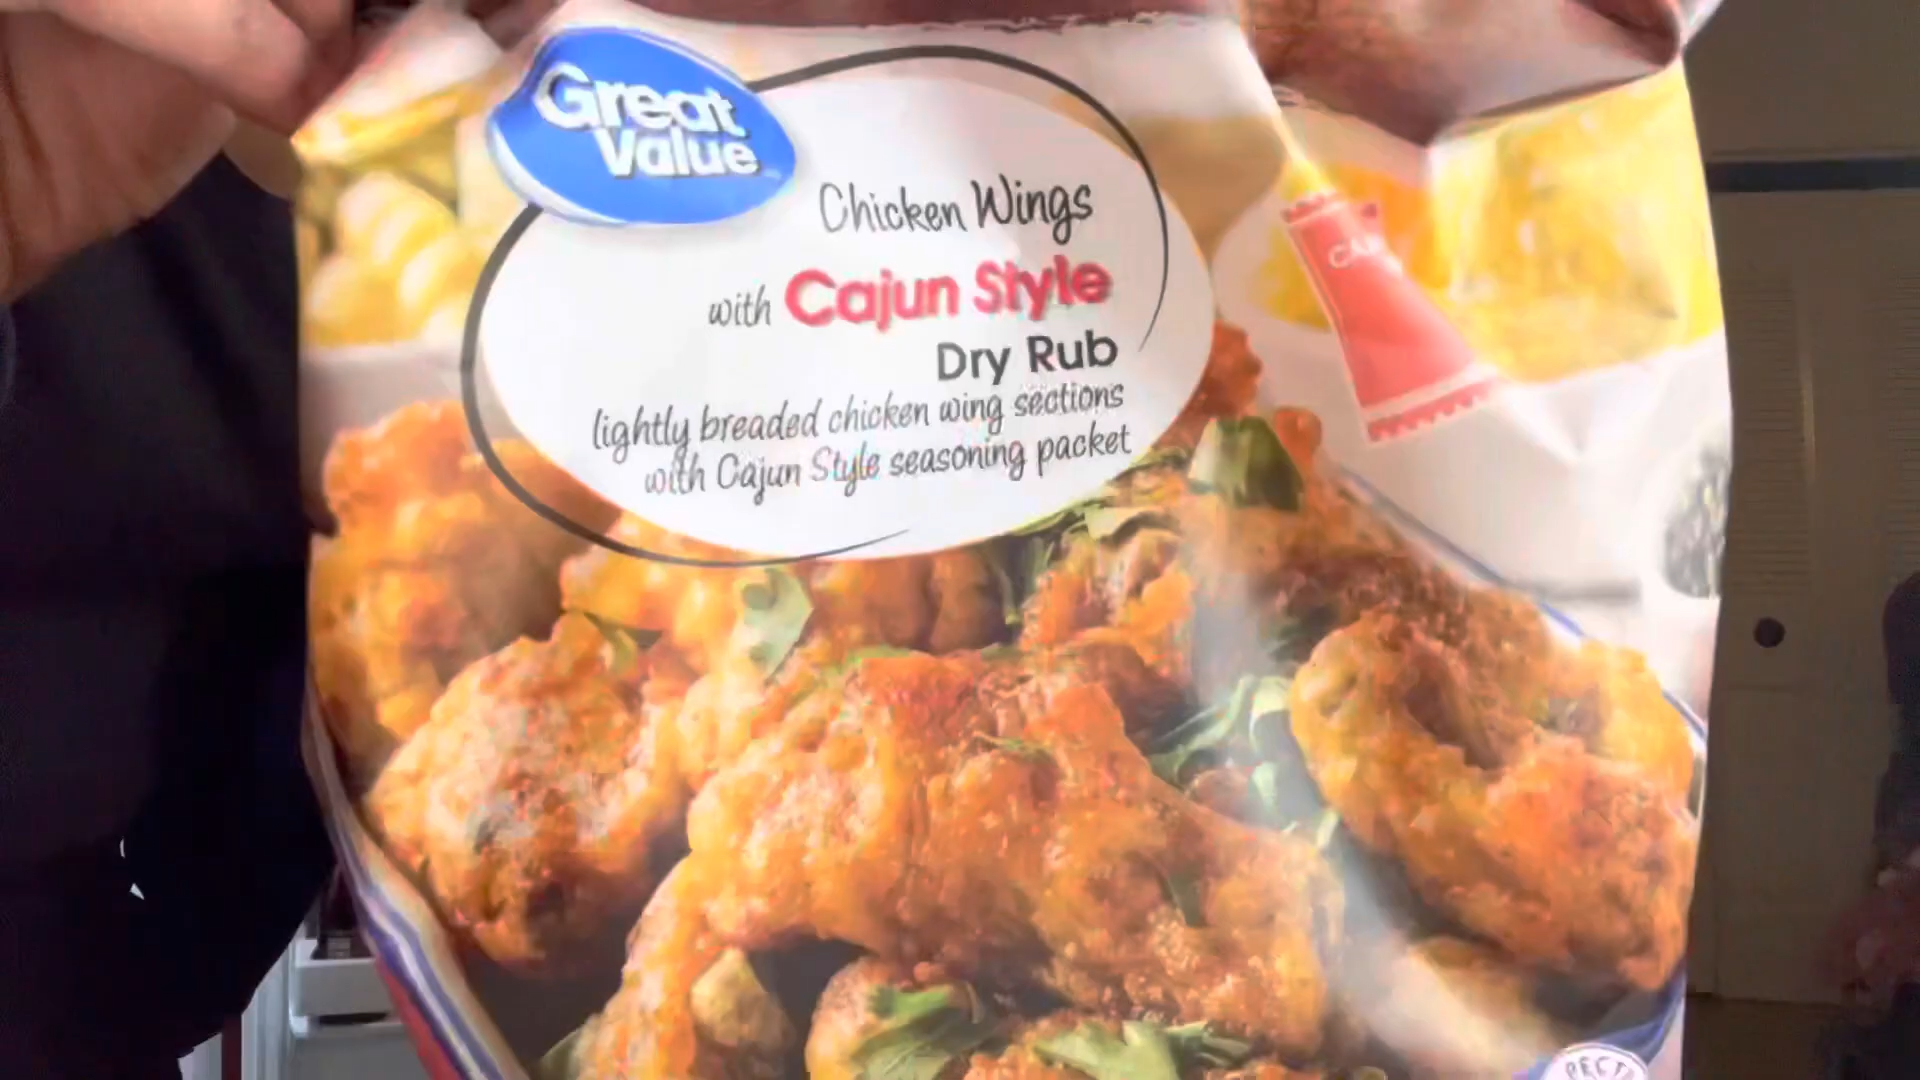 Great
Value
Chicken Wings
with Cajun Style
Dry Rub
lightly breaded chicken wing sections
with Cajun Style seasoning packet